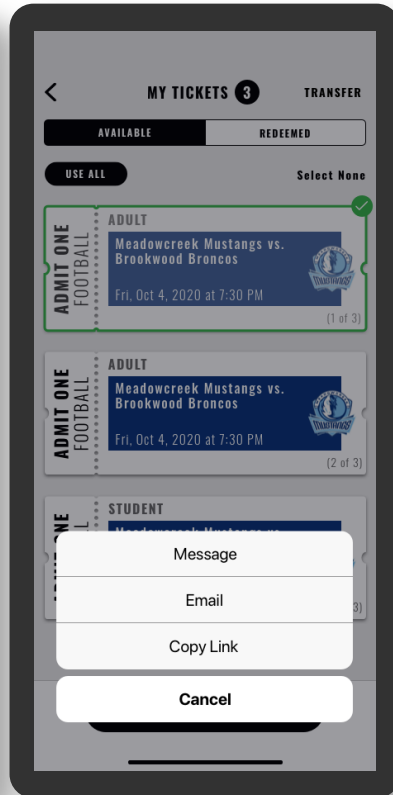 MY TICKETS 3
TRANSFER
AVAILABLE
REDEEMED
USE ALL
Select None
ADMIT ONE
FOOTBALL
ADULT
Meadowcreek Mustangs vs.
Brookwood Broncos
Fri, Oct 4, 2020 at 7:30 PM
(1 of 3)
ADMIT ONE
FOOTBALL
ADULT
Meadowcreek Mustangs vs.
Brookwood Broncos
Fri, Oct 4, 2020 at 7:30 PM
(2 of 3)
STUDENT
Message
Email
Copy Link
Cancel